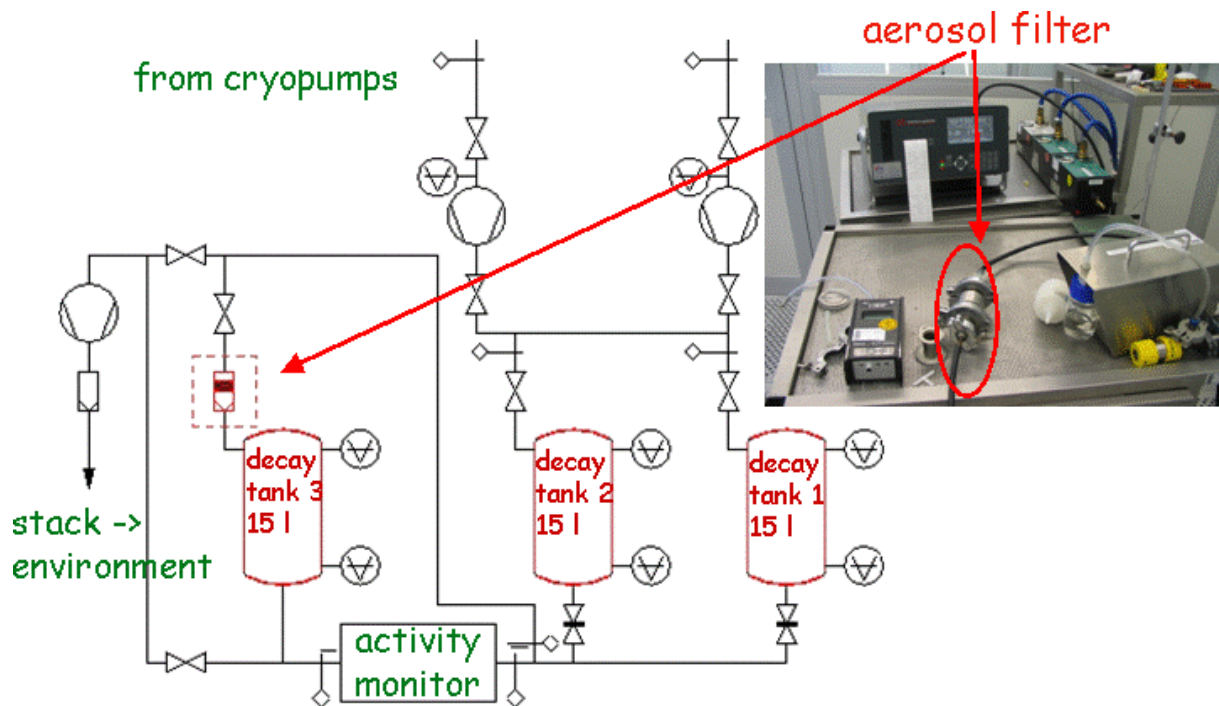 aerosol filter
from cryopumps
decay
tank 3
15 l
decay
tank 2
15 l
decay
tank 1
15 l
stack ->
environment
activity
monitor